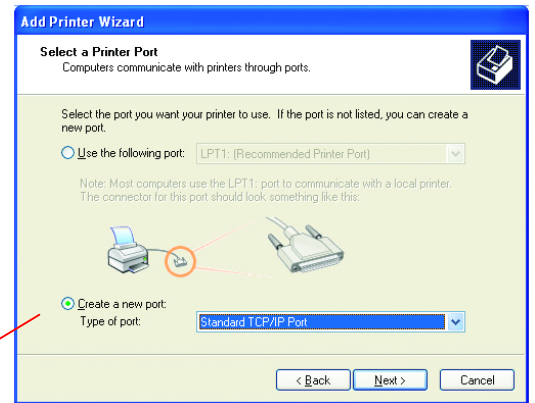 Add Printer Wizard
Select a Printer Port
Computers communicate with printers through ports.
Select the port you want your printer to use. If the port is not listed, you can create a
new port.
Use the following port: LPT1: (Recommended Printer Port)
Note: Most computers use the LPT1: port to communicate with a local printer.
The connector for this port should look something like this:
Create a new port:
Type of port: Standard TCP/IP Port
< Back Next > Cancel